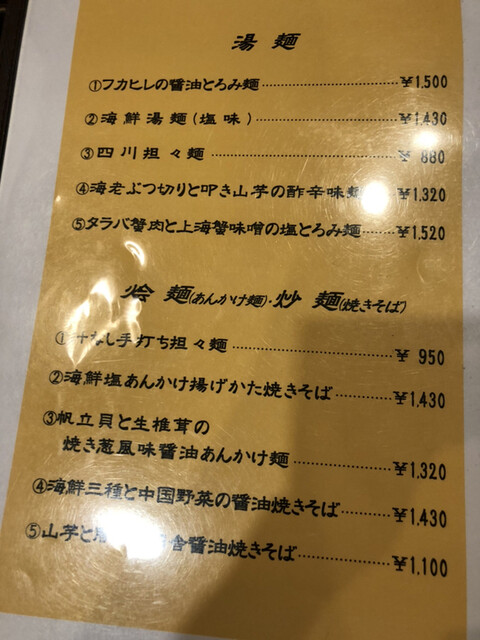 湯麺
①フカヒレの醤油とろみ麺 ¥1,500
②海鮮湯麺(塩味) ¥1,430
③四川担々麺 ¥ 880
④海老ぶつ切りと叩き山芋の酢辛味 ¥1,320
⑤タラバ蟹肉と上海蟹味噌の塩とろみ麺 ¥1,520
烩麺(あんかけ麺)・炒麺(焼きそば)
なし手打ち担々麺 ¥ 950
②海鮮塩あんかけ揚げかた焼きそば ¥1,430
③帆立貝と生椎茸の
焼き葱風味醤油あんかけ麺 ¥1,320
④海鮮三種と中国野菜の醤油焼きそば ¥1,430
⑤山芋と 舎醤油焼きそば ¥1,100